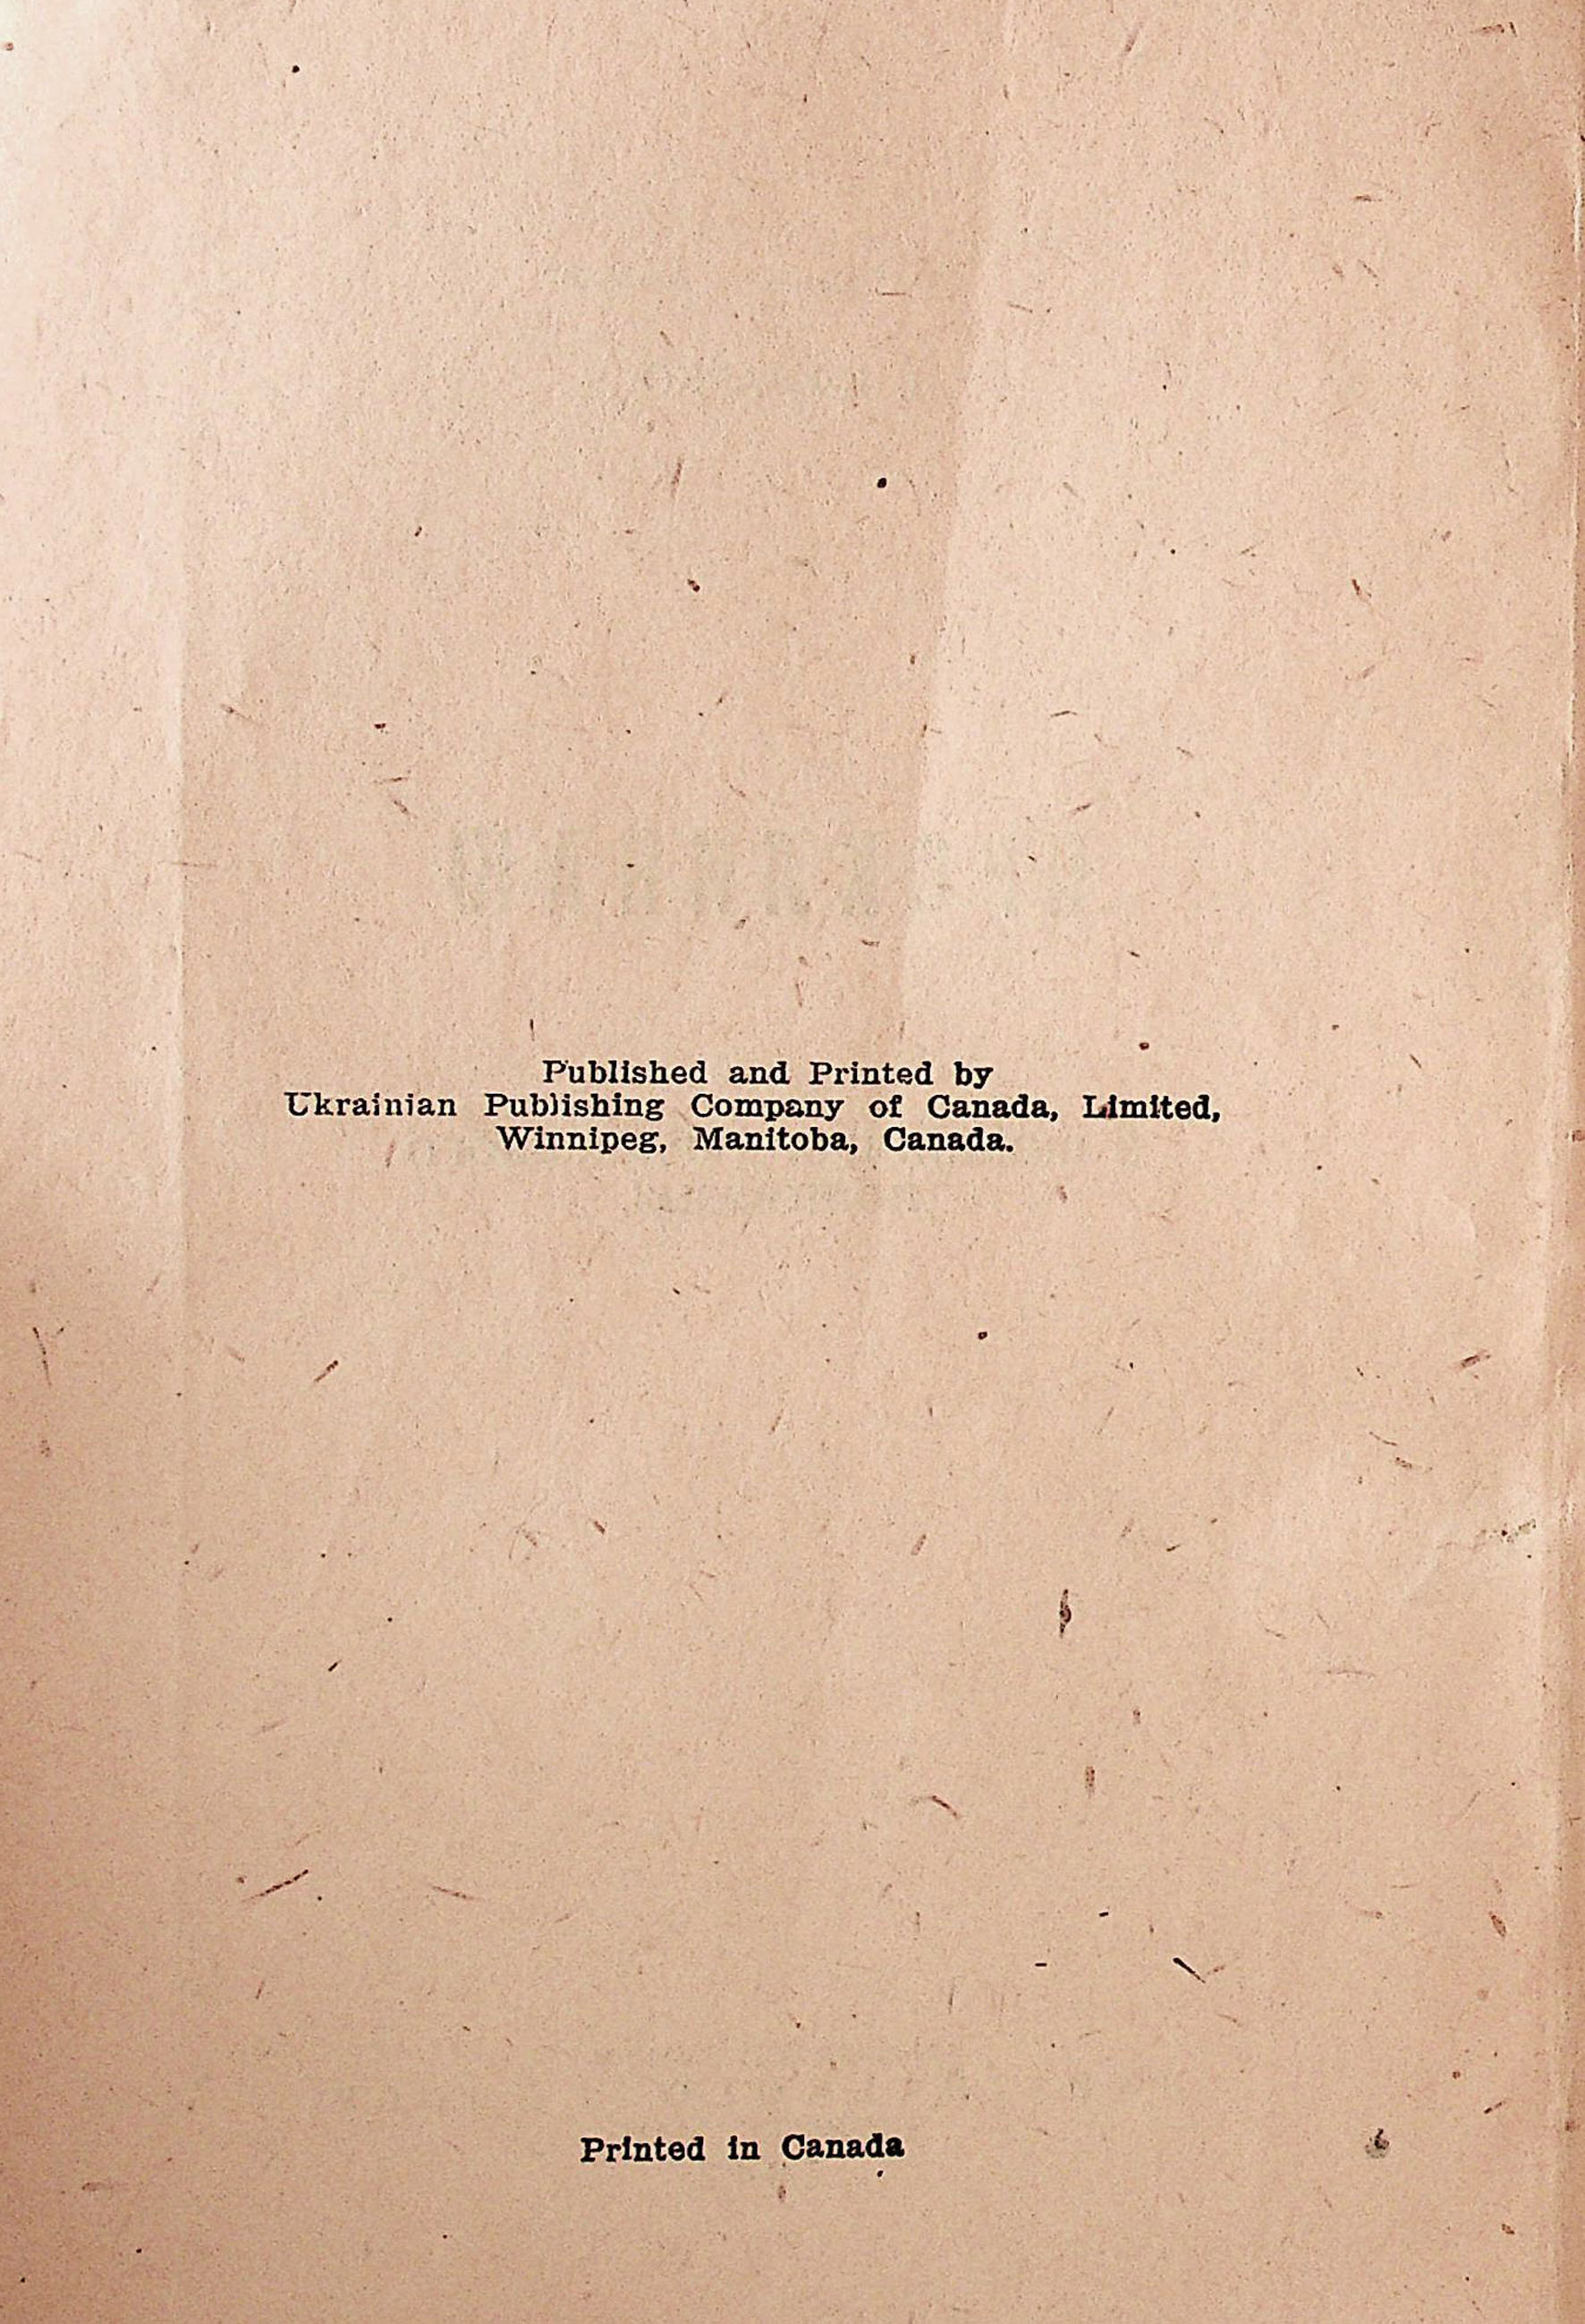 Published and Printed by
Ukrainian Publishing Company of Canada, Limited,
Winnipeg, Manitoba, Canada.
Printed in Canada